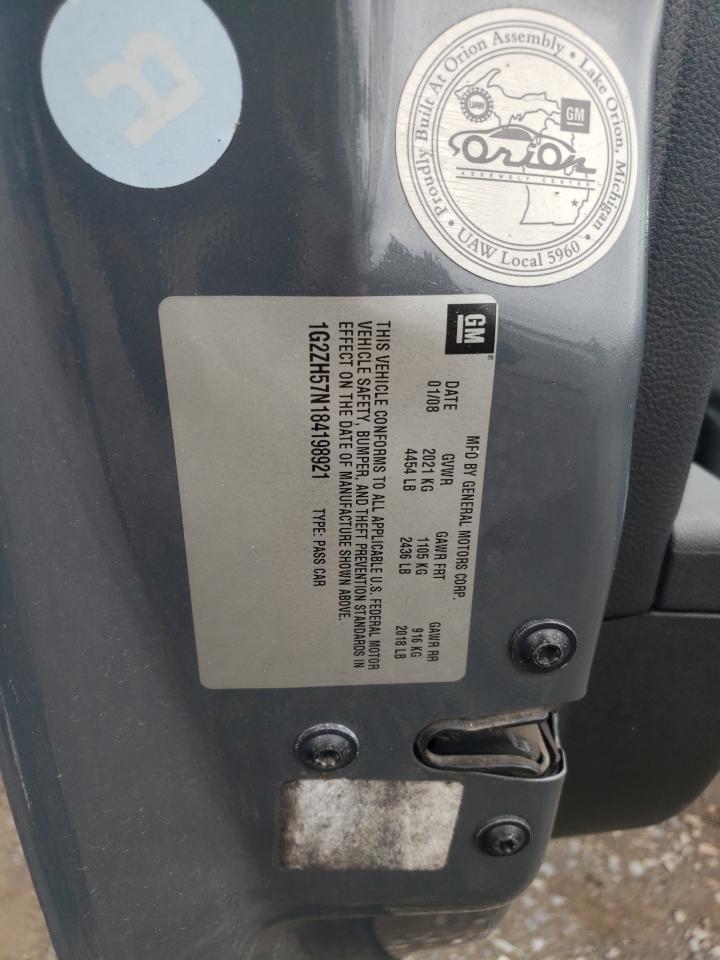 R
Proudly Built At Orion Assembly • Lake Orion, Michigan •
UAW Local 5960 •
UAW
GM
Orion
ASSEMBLY CENTER
GM
MFD BY GENERAL MOTORS CORP.
DATE GVWR GAWR FRT GAWR RR
01/08 2021 KG 1105 KG 916 KG
4454 LB 2436 LB 2018 LB
THIS VEHICLE CONFORMS TO ALL APPLICABLE U.S. FEDERAL MOTOR
VEHICLE SAFETY, BUMPER, AND THEFT PREVENTION STANDARDS IN
EFFECT ON THE DATE OF MANUFACTURE SHOWN ABOVE.
1G2ZH57N184198921 TYPE: PASS CAR